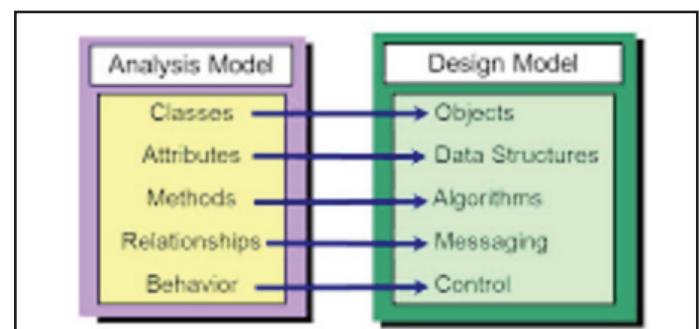 Analysis Model
Classes
Attributes
Methods
Relationships
Behavior
Design Model
Objects
Data Structures
Algorithms
Messaging
Control